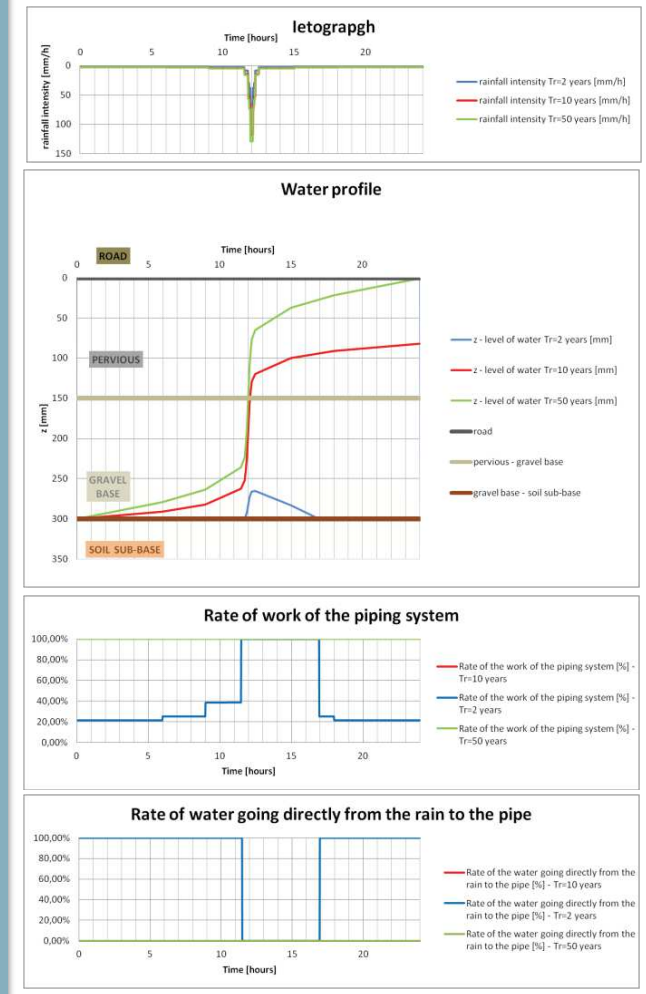 Ietograpgh
Time [hours]
0 5 10 15 20
rainfall intensity [mm/h]
0
50
100
150
rainfall intensity Tr=2 years [mm/h]
rainfall intensity Tr=10 years [mm/h]
rainfall intensity Tr=50 years [mm/h]
Water profile
ROAD
Time [hours]
0 5 10 15 20
z [mm]
0
50
100
150
200
250
300
350
PERVIOUS
GRAVEL
BASE
SOIL SUB-BASE
z - level of water Tr=2 years [mm]
z - level of water Tr=10 years [mm]
z - level of water Tr=50 years [mm]
road
pervious - gravel base
gravel base - soil sub-base
Rate of work of the piping system
100,00%
80,00%
60,00%
40,00%
20,00%
0,00%
0 5 10 15 20
Time [hours]
Rate of the work of the piping system [%] -
Tr=10 years
Rate of the work of the piping system [%] -
Tr=2 years
Rate of the work of the piping system [%] -
Tr=50 years
Rate of water going directly from the rain to the pipe
100,00%
80,00%
60,00%
40,00%
20,00%
0,00%
0 5 10 15 20
Time [hours]
Rate of the water going directly from the
rain to the pipe [%] - Tr=10 years
Rate of the water going directly from the
rain to the pipe [%] - Tr=2 years
Rate of the water going directly from the
rain to the pipe [%] - Tr=50 years